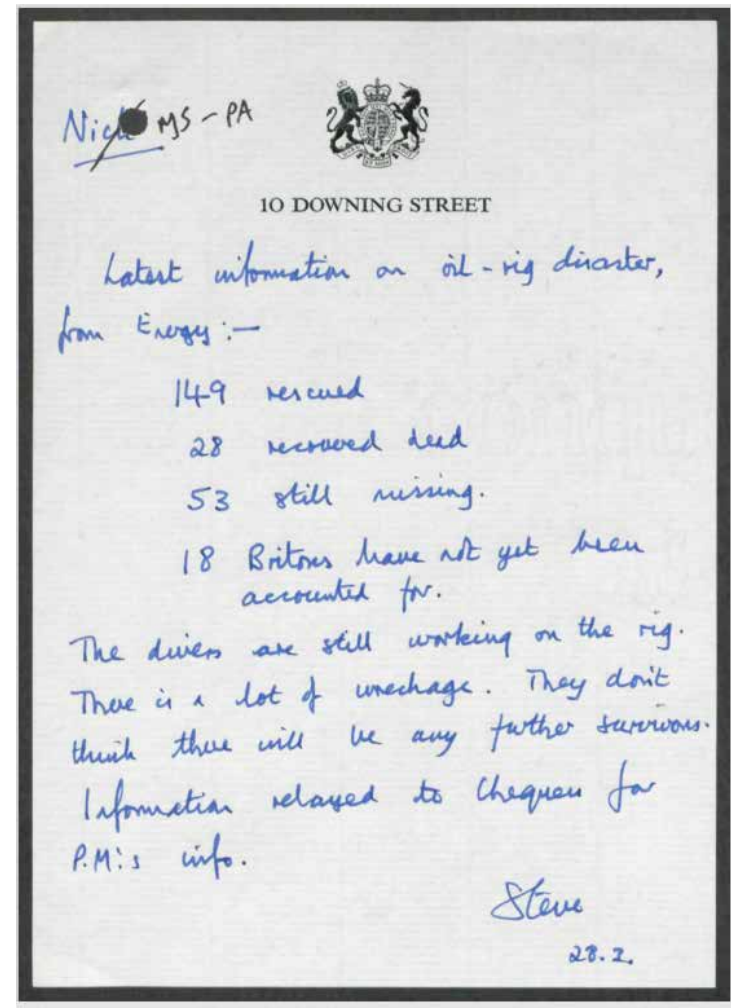 Nick MS - PA
10 DOWNING STREET
Latest information on oil-rig disaster,
from Energy:—
149 rescued
28 recovered dead
53 still missing.
18 Britons have not yet been
accounted for.
The divers are still working on the rig.
There is a lot of wreckage. They don't
think there will be any further survivors.
Information relayed to Chequers for
P.M.'s info.
Steve
28.